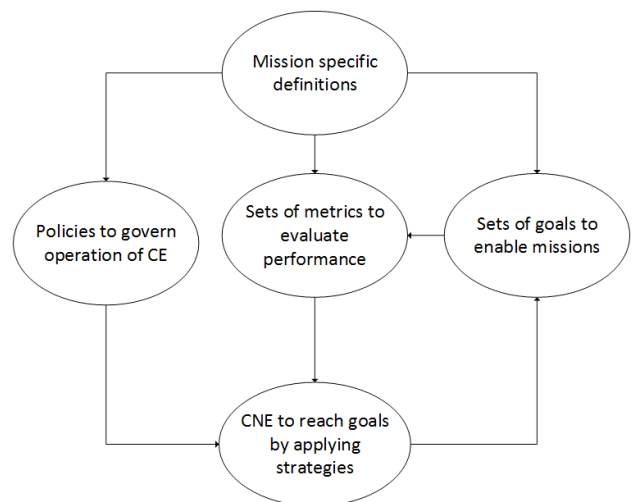 Mission specific
definitions
Policies to govern
operation of CE
Sets of metrics to
evaluate
performance
Sets of goals to
enable missions
CNE to reach goals
by applying
strategies